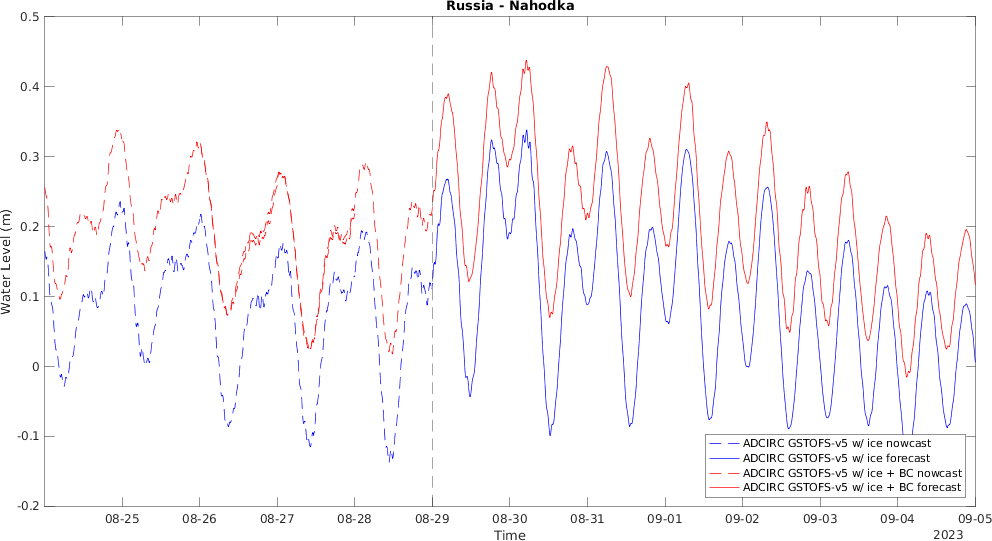 Russia - Nahodka
0.5
0.4
0.3
0.2
0.1
0
-0.1
-0.2
Water Level (m)
08-25 08-26 08-27 08-28 08-29 08-30 08-31 09-01 09-02 09-03 09-04 09-05
Time
2023
ADCIRC GSTOFS-v5 w/ ice nowcast
ADCIRC GSTOFS-v5 w/ ice forecast
ADCIRC GSTOFS-v5 w/ ice + BC nowcast
ADCIRC GSTOFS-v5 w/ ice + BC forecast